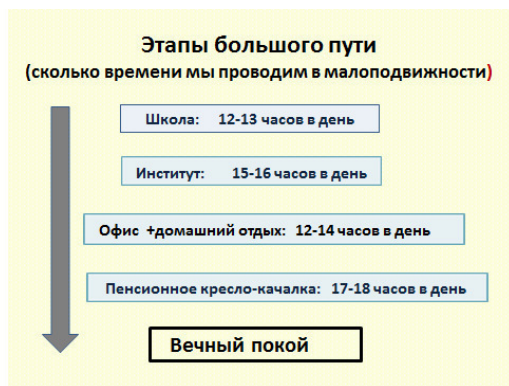 Этапы большого пути
(сколько времени мы проводим в малоподвижности)
Школа: 12-13 часов в день
Институт: 15-16 часов в день
Офис +домашний отдых: 12-14 часов в день
Пенсионное кресло-качалка: 17-18 часов в день
Вечный покой